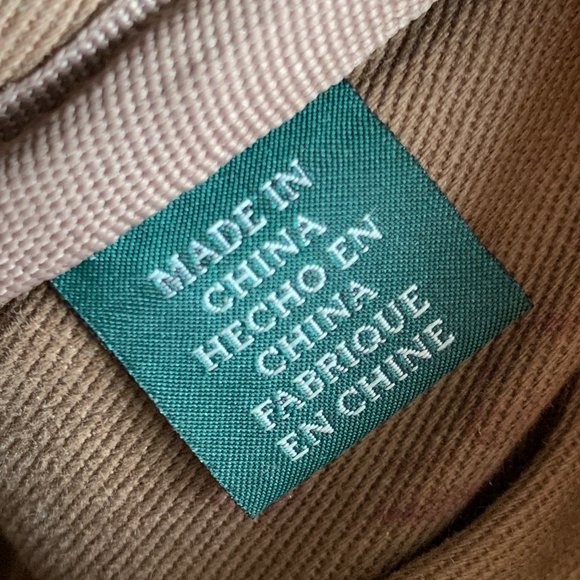 MADE IN
CHINA
HECHO EN
CHINA
FABRIQUE
EN CHINE